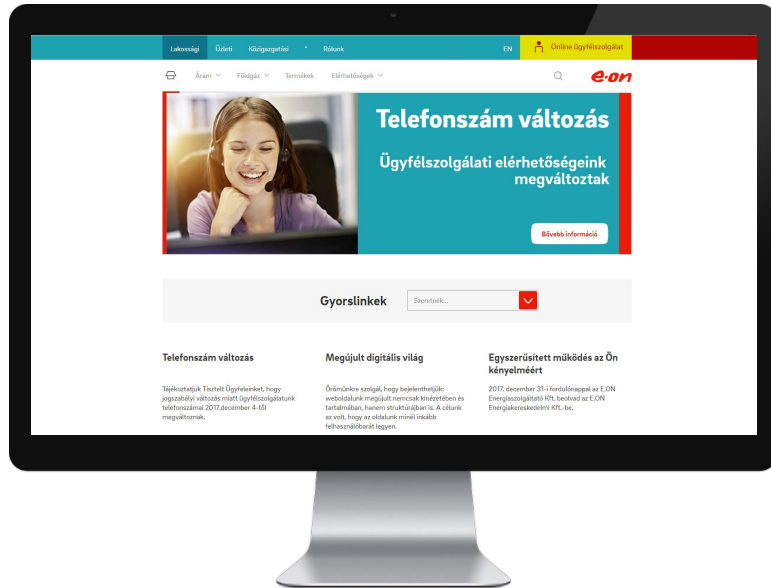 Lakossági Üzleti Közigazgatási Rólunk EN Online ügyfélszolgálat
Áram Földgáz Termékek Elérhetőségek e·on
Telefonszám változás
Ügyfélszolgálati elérhetőségeink
megváltoztak
Bővebb információ
Gyorslinkek Szeretnék...
Telefonszám változás
Tájékoztatjuk Tisztelt Ügyfeleinket, hogy
jogszabályi változás miatt ügyfélszolgálatunk
telefonszámai 2017.december 4-től
megváltoznak.
Megújult digitális világ
Örömünkre szolgál, hogy bejelenthetjük:
weboldalunk megújult nemcsak kinézetében és
tartalmában, hanem struktúrájban is. A célunk
az volt, hogy az oldalunk minél inkább
felhasználóbarát legyen.
Egyszerűsített működés az Ön
kényelméért
2017. december 31-i fordulónappal az E.ON
Energiaszolgáltató Kft. beolvad az E.ON
Energiakereskedelmi Kft.-be.